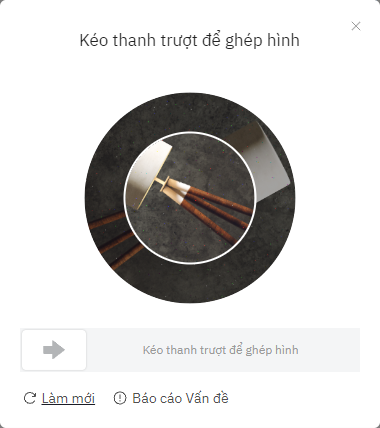 Kéo thanh trượt để ghép hình
Kéo thanh trượt để ghép hình
Làm mới
Báo cáo Vấn đề